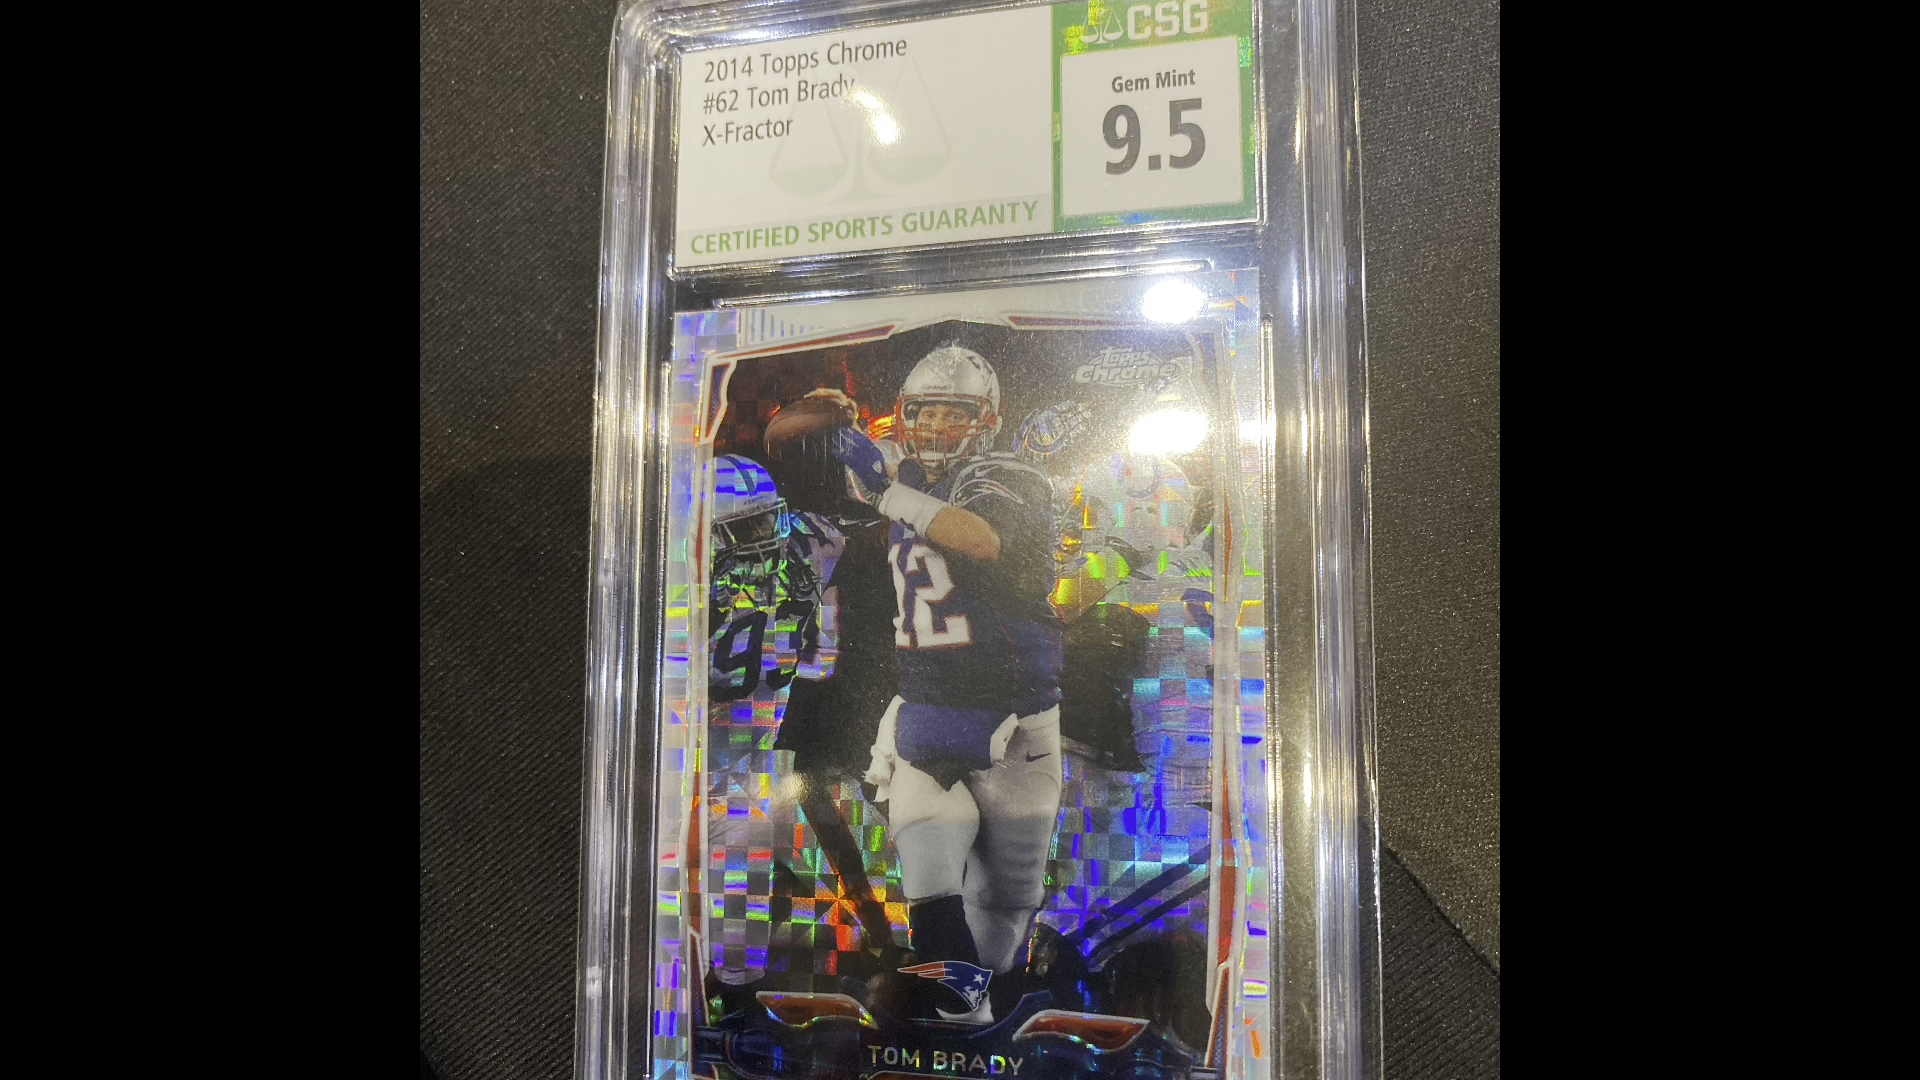 2014 Topps Chrome
#62 Tom Brady
X-Fractor
CERTIFIED SPORTS GUARANTY
CSG
Gem Mint
9.5
Topps
Chrome
93
12
TOM BRADY